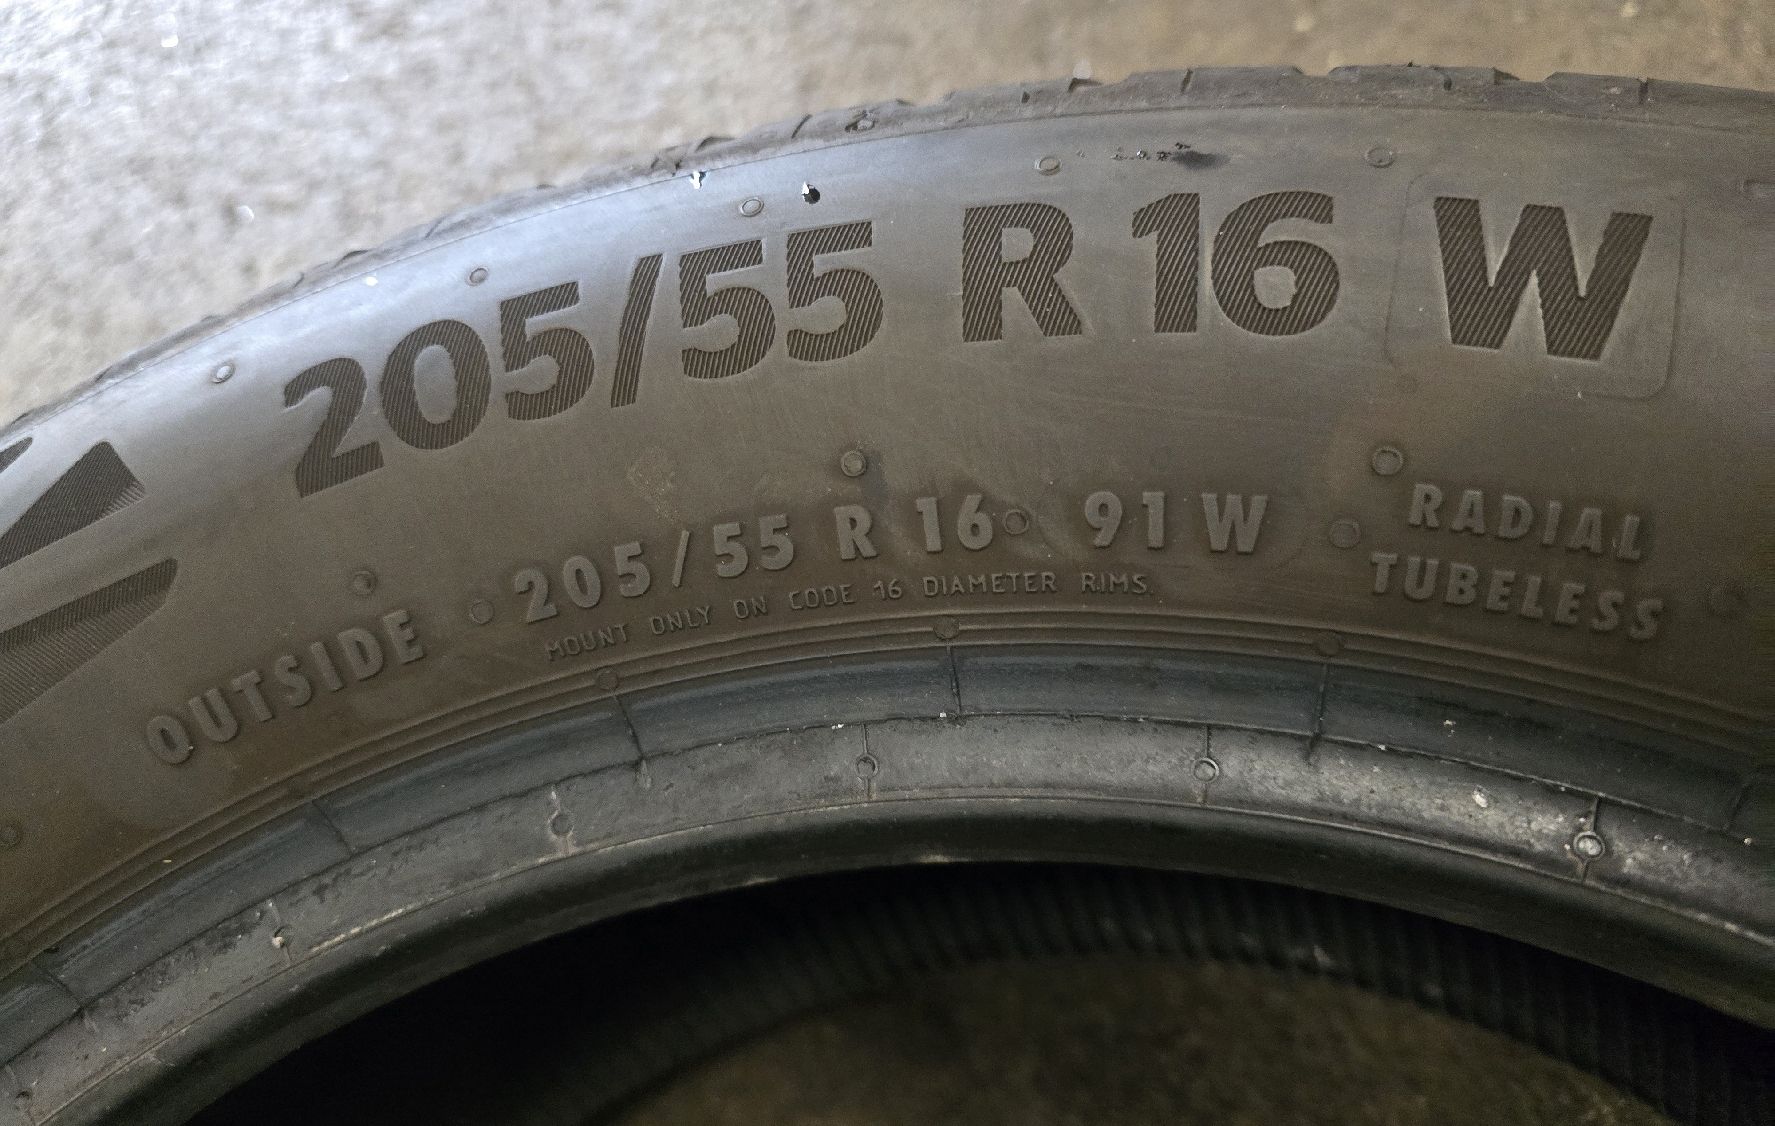 205/55 R 16 W
OUTSIDE 205/55 R 16 91 W RADIAL TUBELESS
MOUNT ONLY ON CODE 16 DIAMETER RIMS.